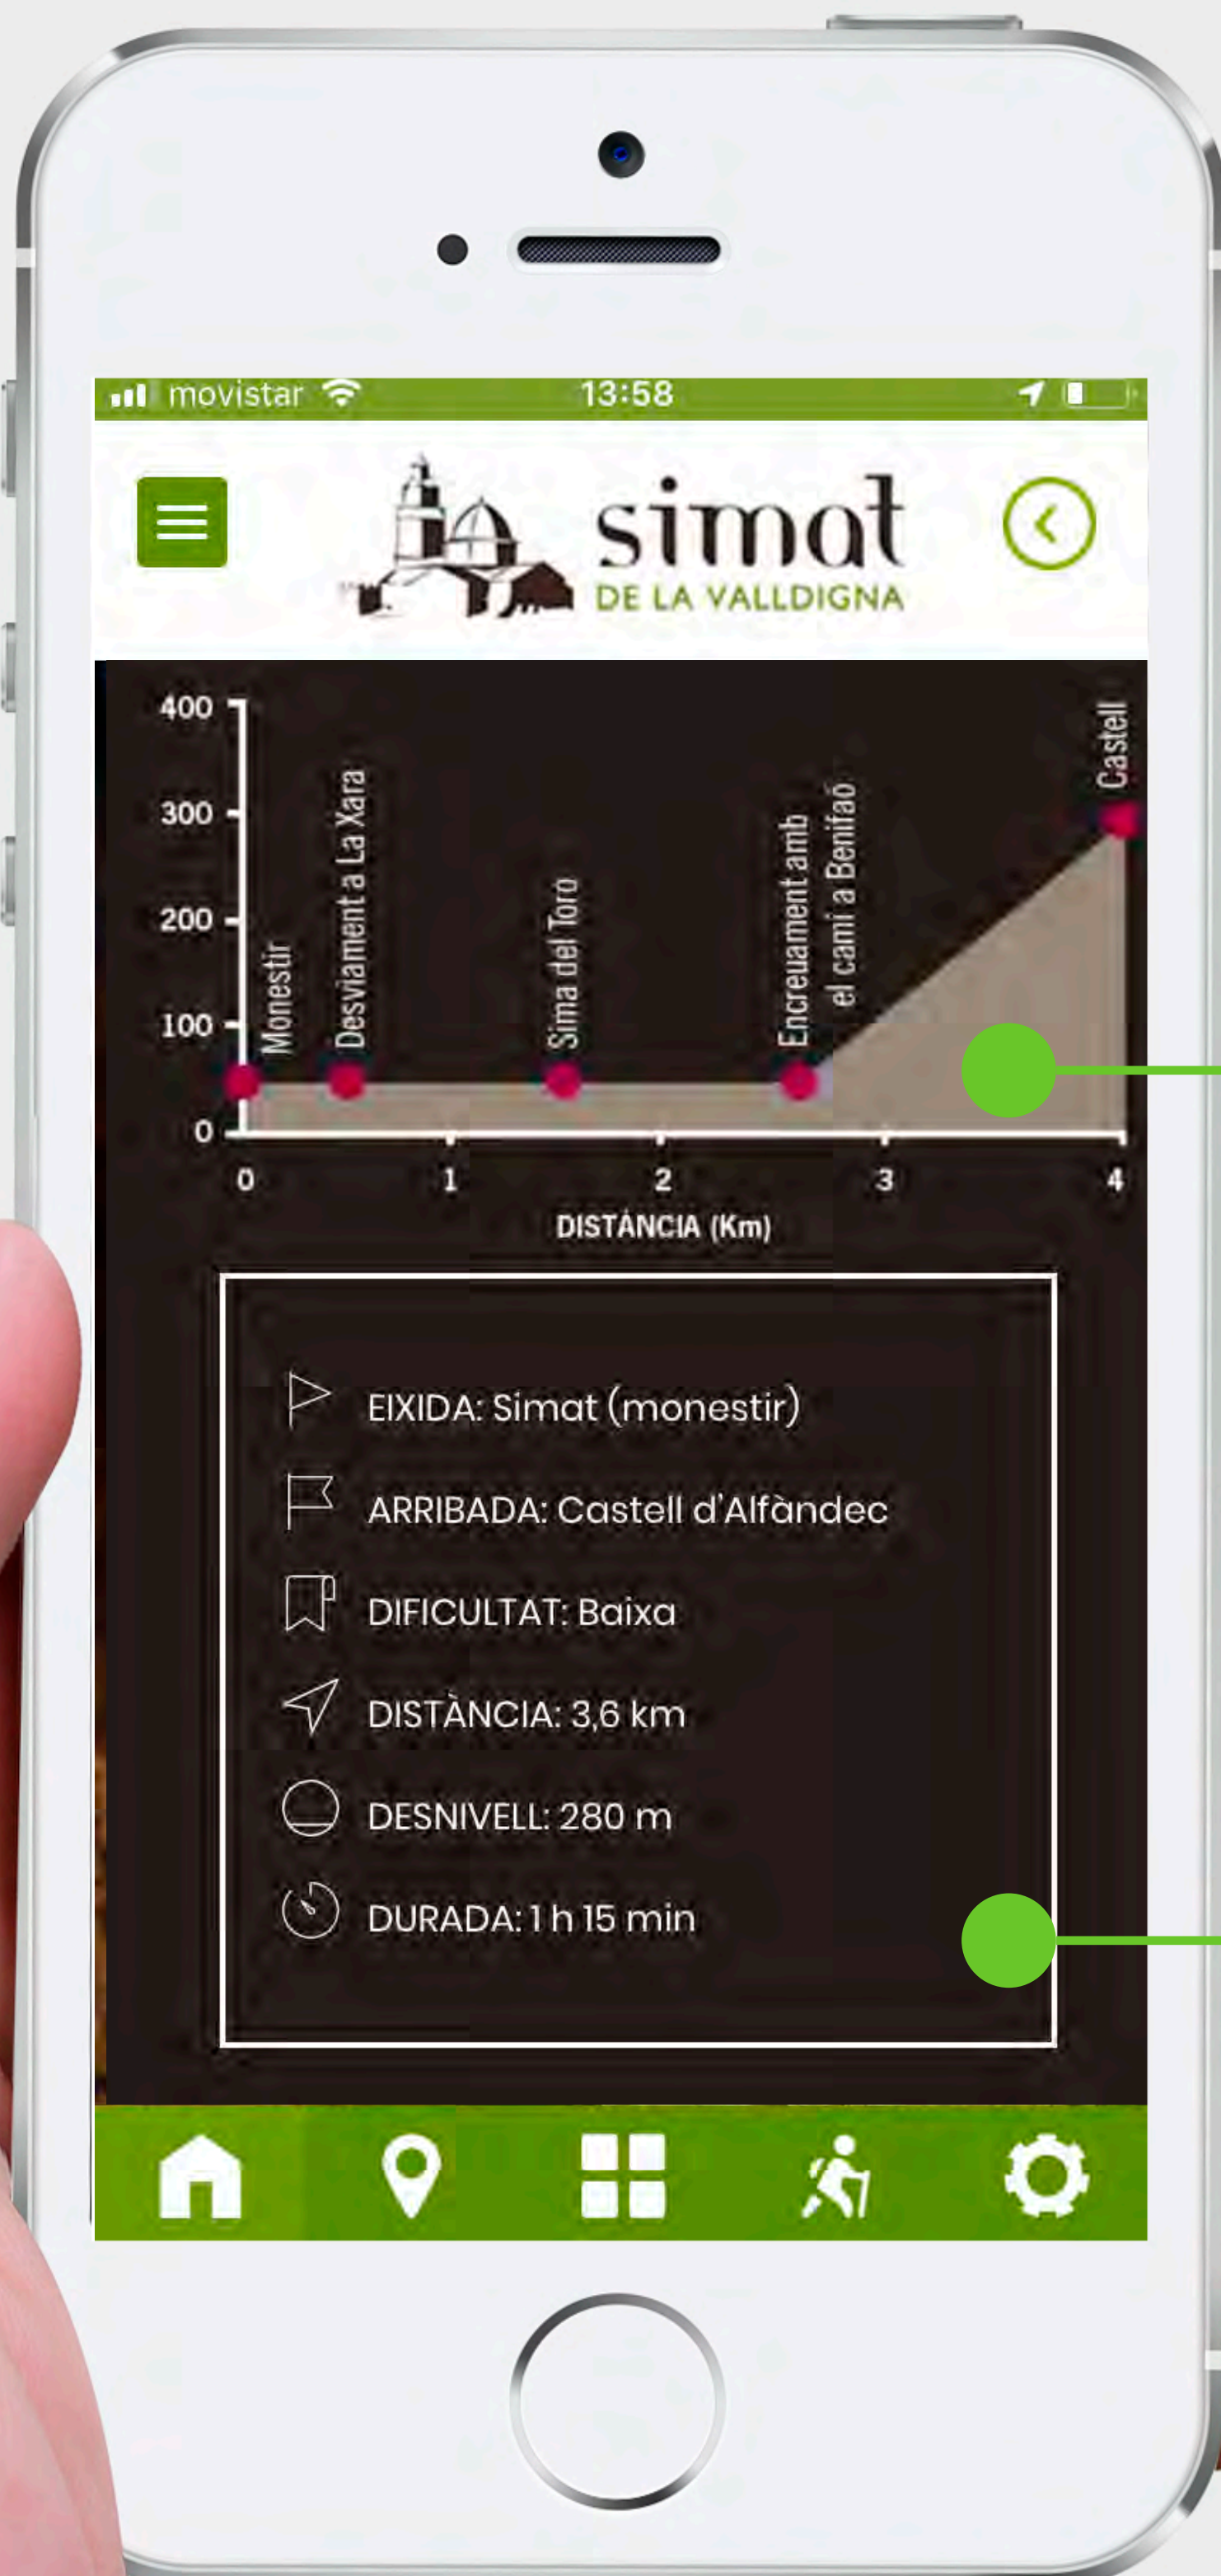 movistar 13:58
simat
DE LA VALLDIGNA
400
300
200
100
0
Monestir
Desviament a La Xara
Sima del Toro
Encreuament amb
el camí a Benifaó
Castell
0 1 2 3 4
DISTÀNCIA (Km)
EIXIDA: Simat (monestir)
ARRIBADA: Castell d'Alfàndec
DIFICULTAT: Baixa
DISTÀNCIA: 3,6 km
DESNIVELL: 280 m
DURADA: 1 h 15 min